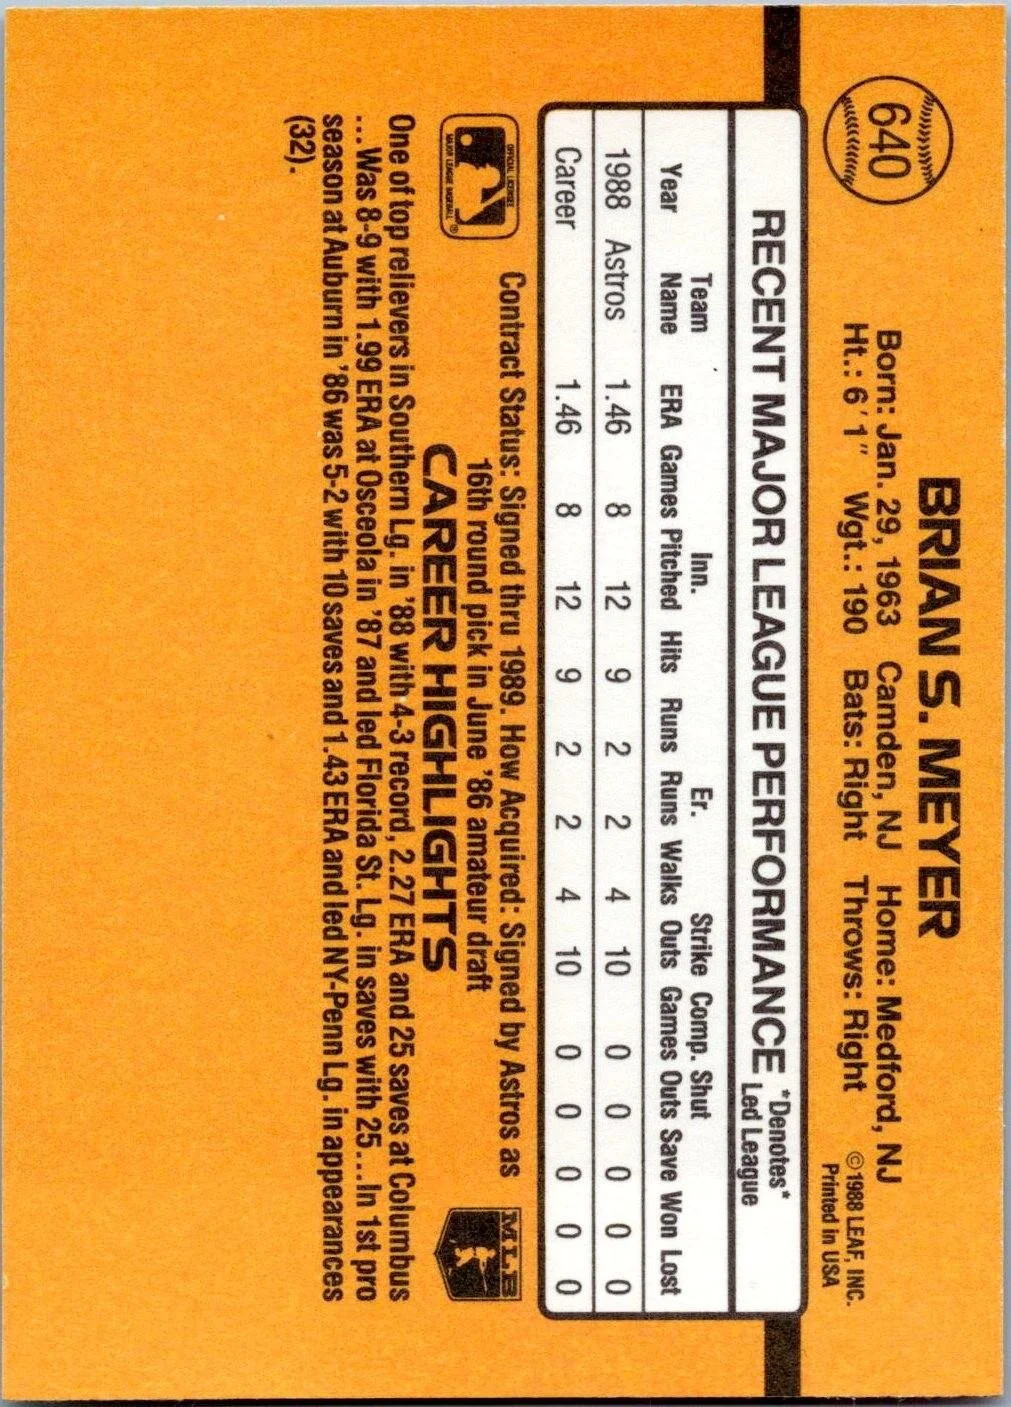 640
BRIAN S. MEYER
Born: Jan. 29, 1963 Camden, NJ Home: Medford, NJ
Ht.: 6′1″ Wgt.: 190 Bats: Right Throws: Right
©1988 LEAF, INC.
Printed in USA
RECENT MAJOR LEAGUE PERFORMANCE
*Denotes*
Led League
Team Inn. Er. Strike Comp. Shut
Year Name ERA Games Pitched Hits Runs Runs Walks Outs Games Outs Save Won Lost
1988 Astros 1.46 8 12 9 2 2 4 10 0 0 0 0 0
Career 1.46 8 12 9 2 2 4 10 0 0 0 0 0
OFFICIAL LICENSEE
MAJOR LEAGUE BASEBALL ®
Contract Status: Signed thru 1989. How Acquired: Signed by Astros as
16th round pick in June '86 amateur draft
MLB
CAREER HIGHLIGHTS
One of top relievers in Southern Lg. in '88 with 4-3 record, 2.27 ERA and 25 saves at Columbus
... Was 8-9 with 1.99 ERA at Osceola in '87 and led Florida St. Lg. in saves with 25...In 1st pro
season at Auburn in '86 was 5-2 with 10 saves and 1.43 ERA and led NY-Penn Lg. in appearances
(32).